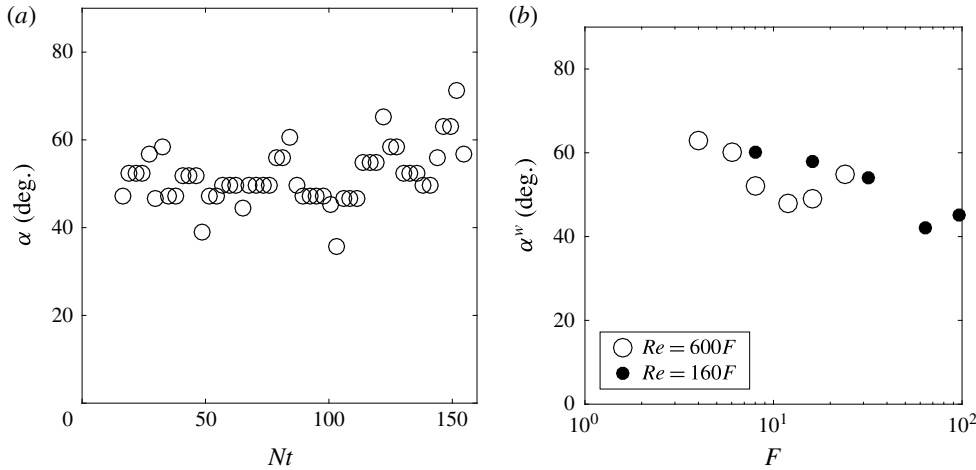 (a)
(b)
80
60
40
20
0
50
100
150
α (deg.)
Nt
80
60
40
20
0
10^0
10^1
10^2
α^w (deg.)
F
Re = 600F
Re = 160F